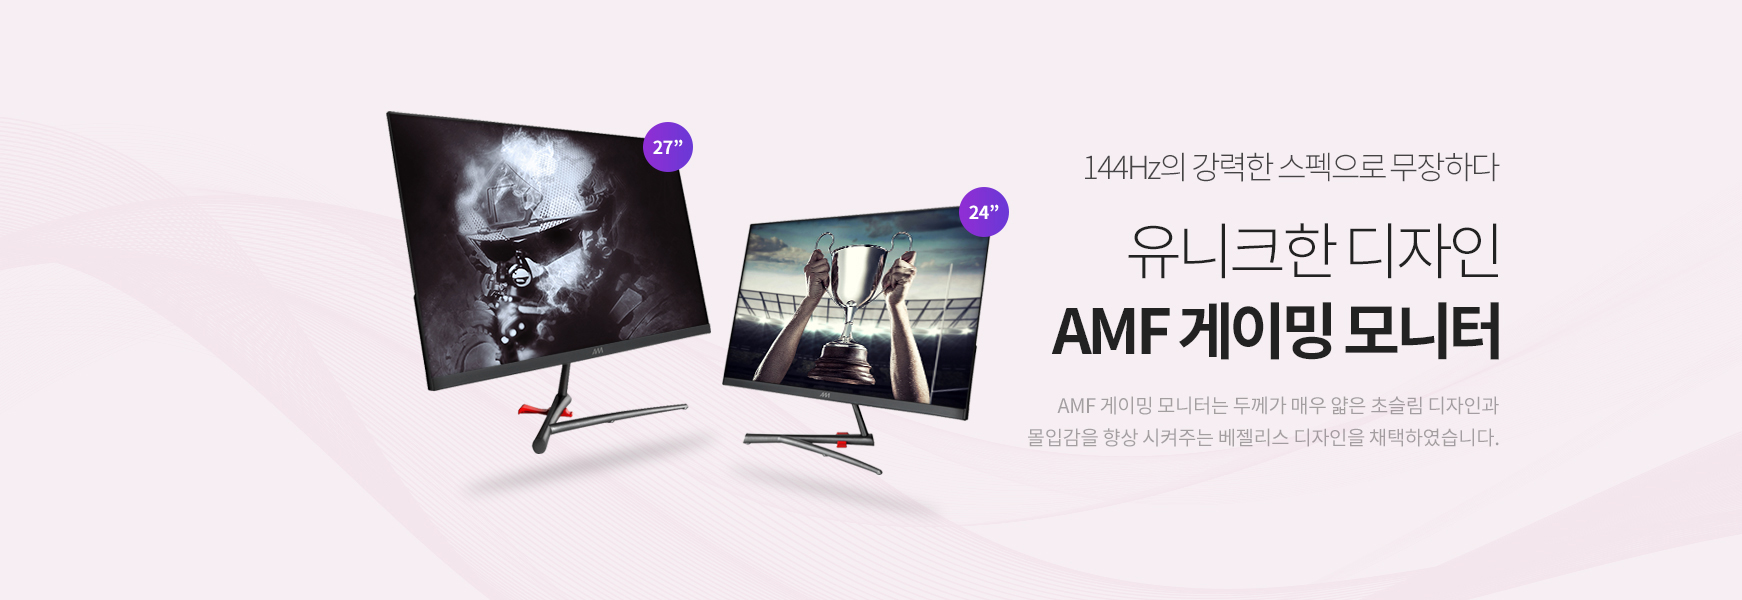 27”
24”
144Hz의 강력한 스펙으로 무장하다
유니크한 디자인
AMF 게이밍 모니터
AMF 게이밍 모니터는 두께가 매우 얇은 초슬림 디자인과
몰입감을 향상 시켜주는 베젤리스 디자인을 채택하였습니다.